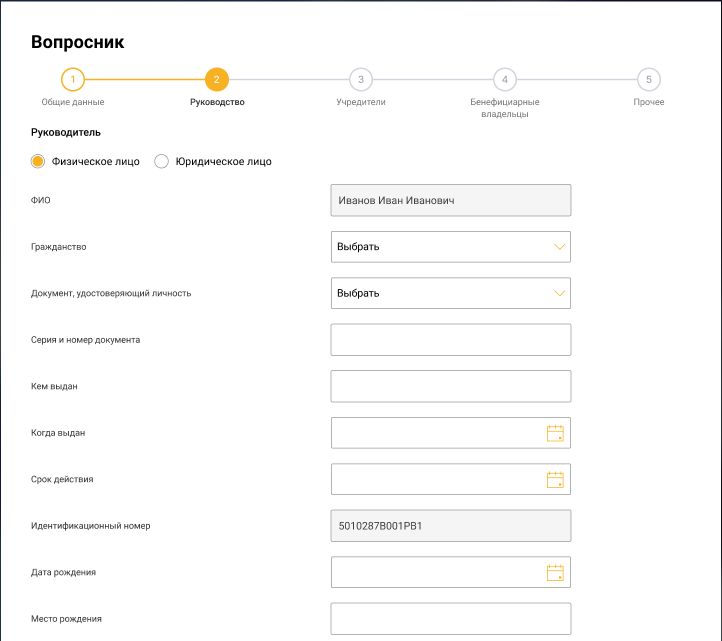 Вопросник
1
2
3
4
5
Общие данные
Руководство
Учредители
Бенефициарные
владельцы
Прочее
Руководитель
Физическое лицо
Юридическое лицо
ФИО
Иванов Иван Иванович
Гражданство
Выбрать
Документ, удостоверяющий личность
Выбрать
Серия и номер документа
Кем выдан
Когда выдан
Срок действия
Идентификационный номер
5010287B001PB1
Дата рождения
Место рождения